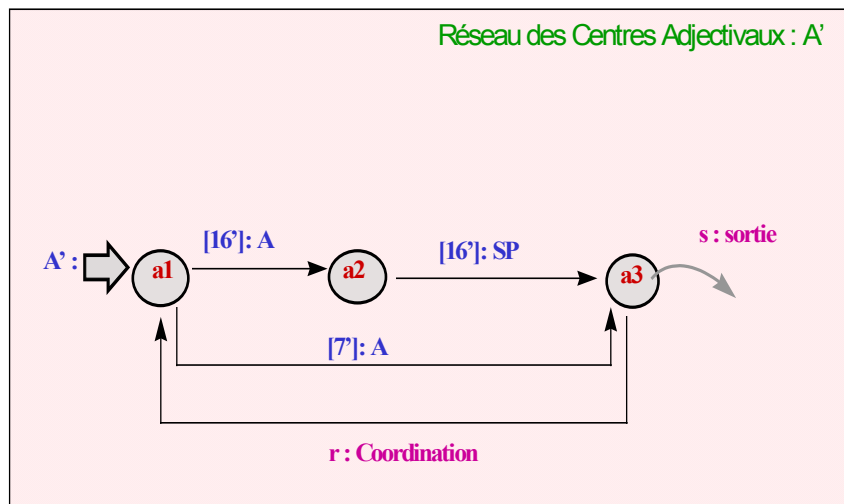 Réseau des Centres Adjectivaux : A’
[16’]: A
[16’]: SP
s : sortie
A’ :
a1
a2
a3
[7’]: A
r : Coordination